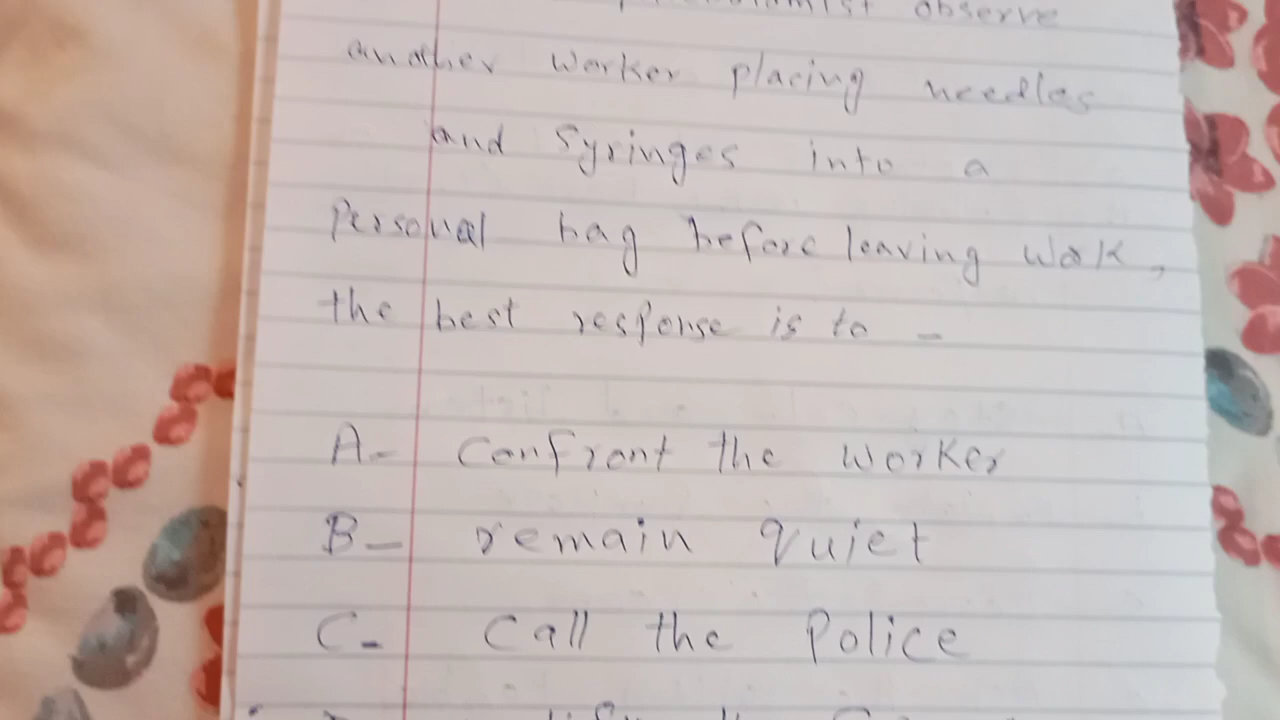 observe
another worker placing needles
and syringes into a
Personal bag before leaving work,
the best response is to -
A- Confront the worker
B- remain quiet
C- Call the Police